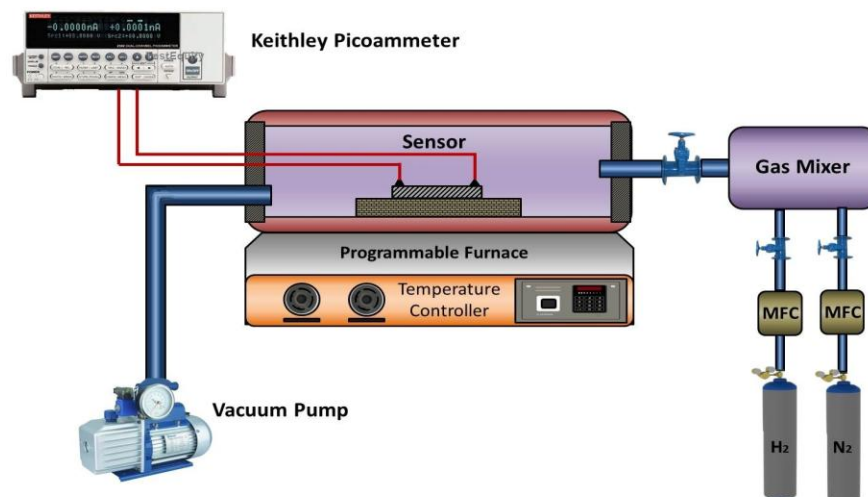 KEITHLEY
-0.0000nA +0.0001nA
Keithley Picoammeter
Sensor
Gas Mixer
Programmable Furnace
Temperature
Controller
MFC
MFC
Vacuum Pump
H₂
N₂